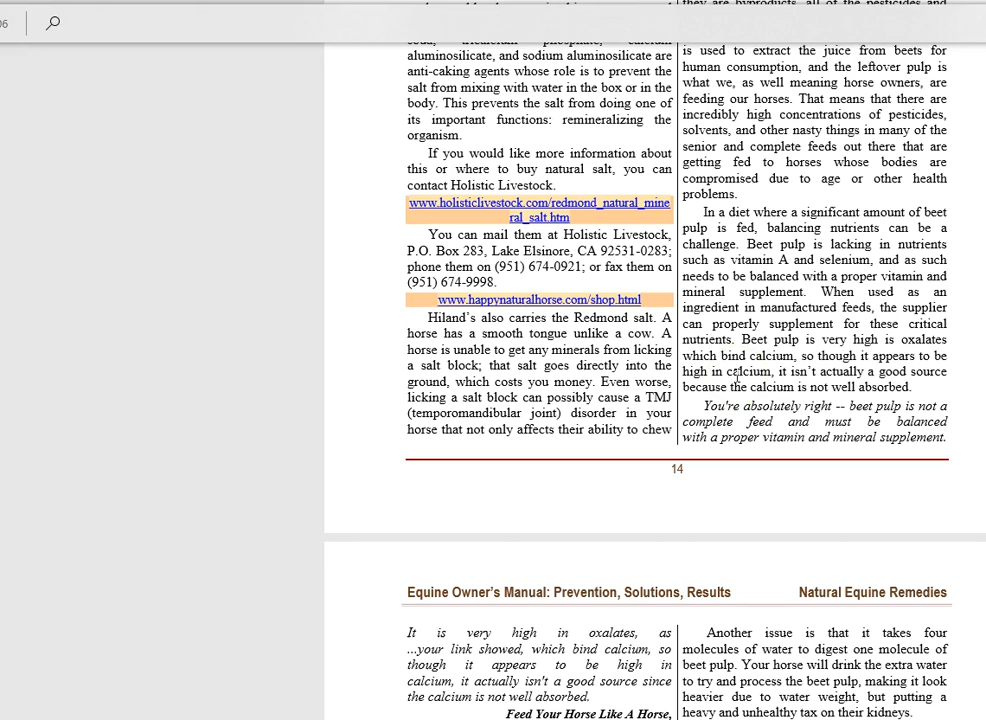 06
soda, tricalcium phosphate, calcium
aluminosilicate, and sodium aluminosilicate are
anti-caking agents whose role is to prevent the
salt from mixing with water in the box or in the
body. This prevents the salt from doing one of
its important functions: remineralizing the
organism.
If you would like more information about
this or where to buy natural salt, you can
contact Holistic Livestock.
www.holisticlivestock.com/redmond_natural_mine
ral_salt.htm
You can mail them at Holistic Livestock,
P.O. Box 283, Lake Elsinore, CA 92531-0283;
phone them on (951) 674-0921; or fax them on
(951) 674-9998.
www.happynaturalhorse.com/shop.html
Hiland’s also carries the Redmond salt. A
horse has a smooth tongue unlike a cow. A
horse is unable to get any minerals from licking
a salt block; that salt goes directly into the
ground, which costs you money. Even worse,
licking a salt block can possibly cause a TMJ
(temporomandibular joint) disorder in your
horse that not only affects their ability to chew
they are byproducts, all of the pesticides and
is used to extract the juice from beets for
human consumption, and the leftover pulp is
what we, as well meaning horse owners, are
feeding our horses. That means that there are
incredibly high concentrations of pesticides,
solvents, and other nasty things in many of the
senior and complete feeds out there that are
getting fed to horses whose bodies are
compromised due to age or other health
problems.
In a diet where a significant amount of beet
pulp is fed, balancing nutrients can be a
challenge. Beet pulp is lacking in nutrients
such as vitamin A and selenium, and as such
needs to be balanced with a proper vitamin and
mineral supplement. When used as an
ingredient in manufactured feeds, the supplier
can properly supplement for these critical
nutrients. Beet pulp is very high is oxalates
which bind calcium, so though it appears to be
high in calcium, it isn’t actually a good source
because the calcium is not well absorbed.
You're absolutely right -- beet pulp is not a
complete feed and must be balanced
with a proper vitamin and mineral supplement.
14
Equine Owner’s Manual: Prevention, Solutions, Results
Natural Equine Remedies
It is very high in oxalates, as
...your link showed, which bind calcium, so
though it appears to be high in
calcium, it actually isn't a good source since
the calcium is not well absorbed.
Feed Your Horse Like A Horse,
Another issue is that it takes four
molecules of water to digest one molecule of
beet pulp. Your horse will drink the extra water
to try and process the beet pulp, making it look
heavier due to water weight, but putting a
heavy and unhealthy tax on their kidneys.